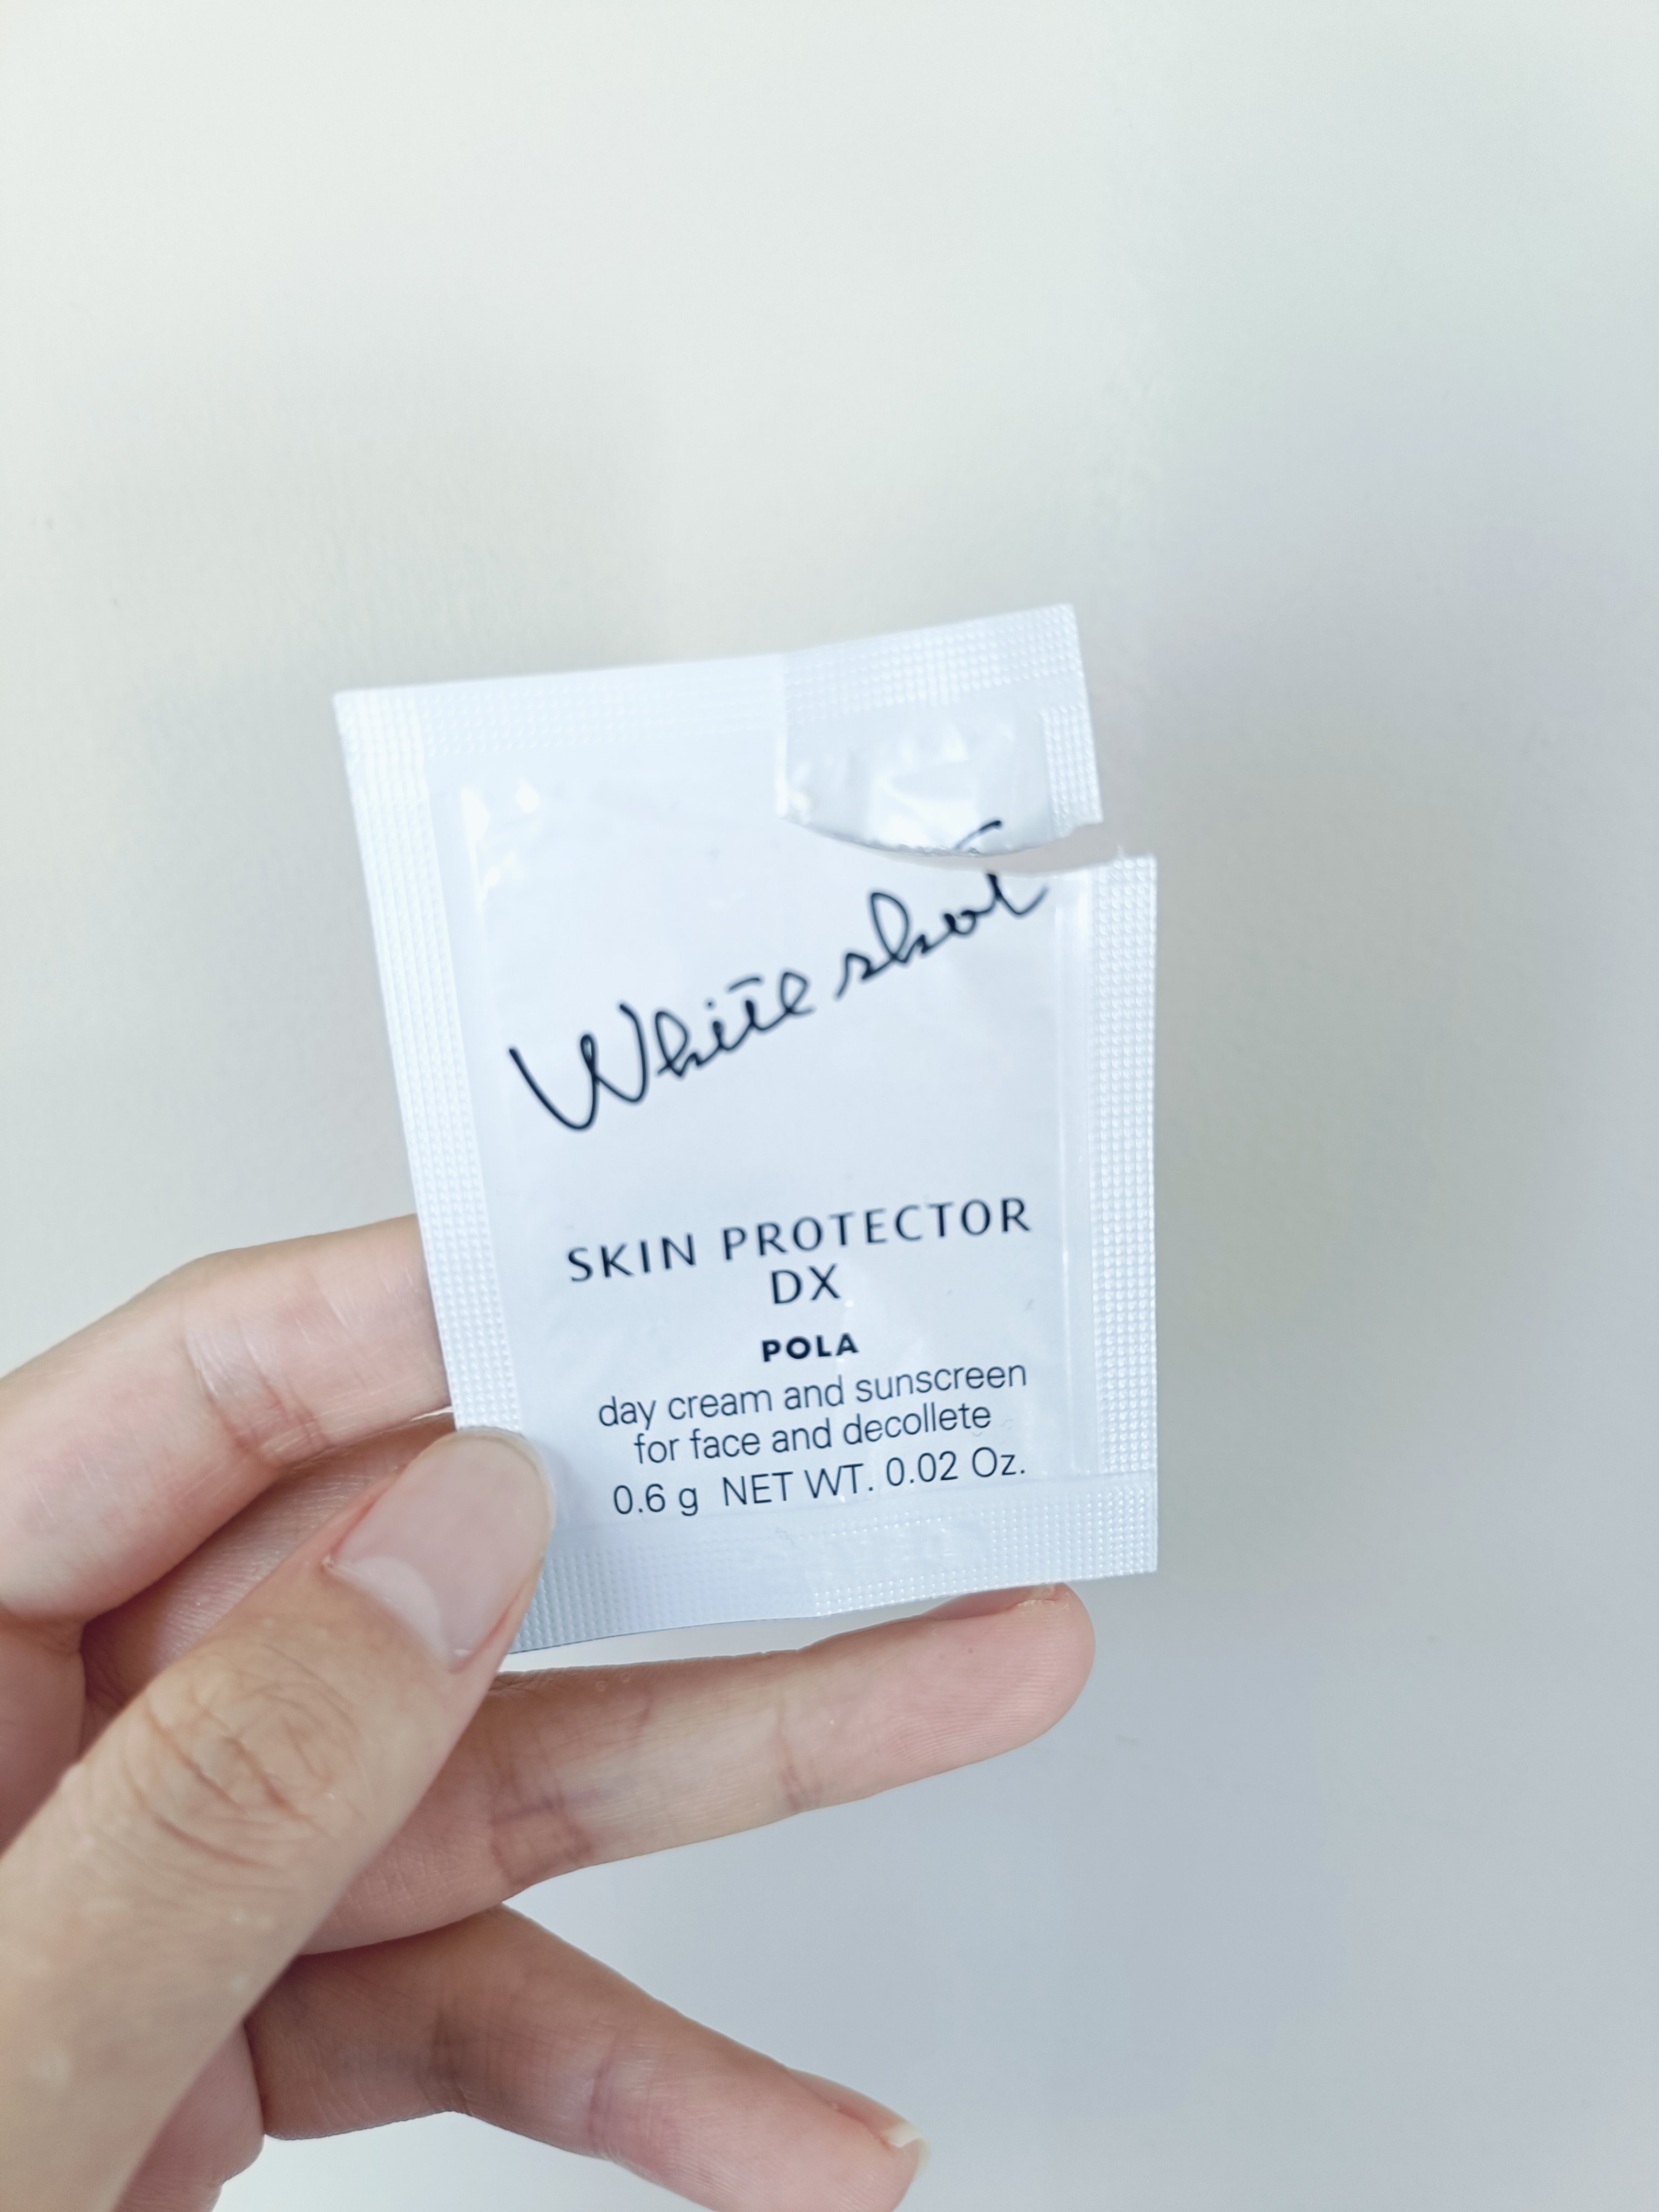 White shot
SKIN PROTECTOR
DX
POLA
day cream and sunscreen
for face and decollete
0.6 g NET WT. 0.02 Oz.